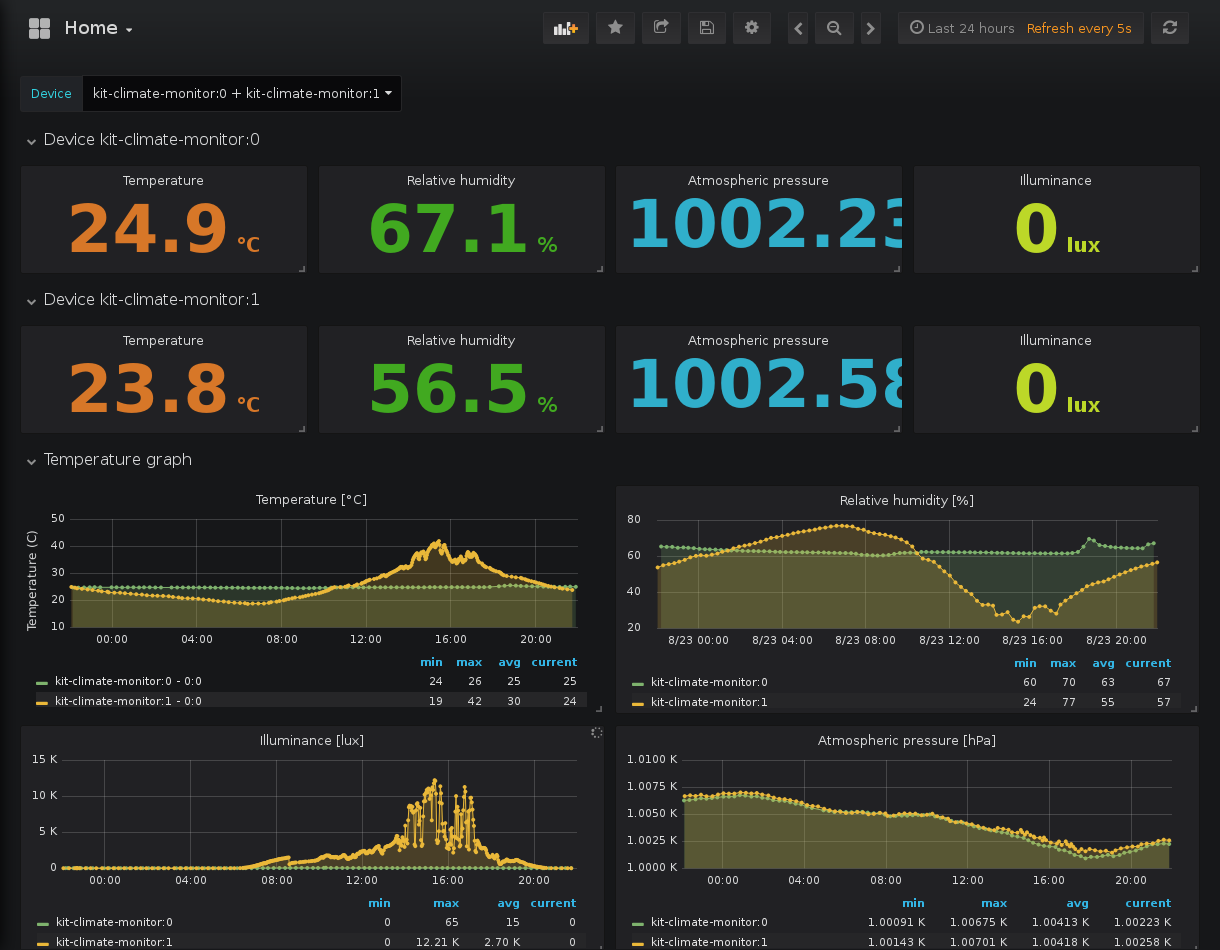 Home
Last 24 hours Refresh every 5s
Device kit-climate-monitor:0 + kit-climate-monitor:1
Device kit-climate-monitor:0
Temperature Relative humidity Atmospheric pressure Illuminance
24.9 °C 67.1 % 1002.23 0 lux
Device kit-climate-monitor:1
Temperature Relative humidity Atmospheric pressure Illuminance
23.8 °C 56.5 % 1002.58 0 lux
Temperature graph
Temperature [°C]
Temperature (C)
50
40
30
20
10
00:00 04:00 08:00 12:00 16:00 20:00
min max avg current
kit-climate-monitor:0 - 0:0 24 26 25 25
kit-climate-monitor:1 - 0:0 19 42 30 24
Relative humidity [%]
80
60
40
20
8/23 00:00 8/23 04:00 8/23 08:00 8/23 12:00 8/23 16:00 8/23 20:00
min max avg current
kit-climate-monitor:0 60 70 63 67
kit-climate-monitor:1 24 77 55 57
Illuminance [lux]
15 K
10 K
5 K
0
00:00 04:00 08:00 12:00 16:00 20:00
min max avg current
kit-climate-monitor:0 0 65 15 0
kit-climate-monitor:1 0 12.21 K 2.70 K 0
Atmospheric pressure [hPa]
1.0100 K
1.0075 K
1.0050 K
1.0025 K
1.0000 K
00:00 04:00 08:00 12:00 16:00 20:00
min max avg current
kit-climate-monitor:0 1.00091 K 1.00675 K 1.00413 K 1.00223 K
kit-climate-monitor:1 1.00143 K 1.00701 K 1.00418 K 1.00258 K